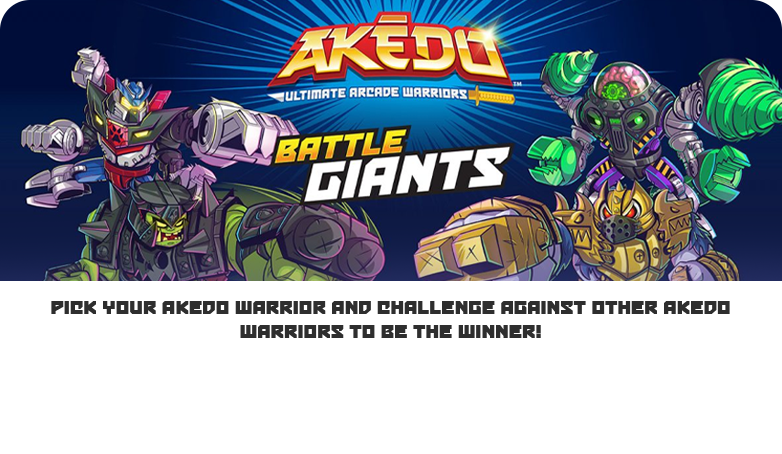 AKĒDO
ULTIMATE ARCADE WARRIORS
™
BATTLE
GIANTS
PICK YOUR AKEDO WARRIOR AND CHALLENGE AGAINST OTHER AKEDO
WARRIORS TO BE THE WINNER!